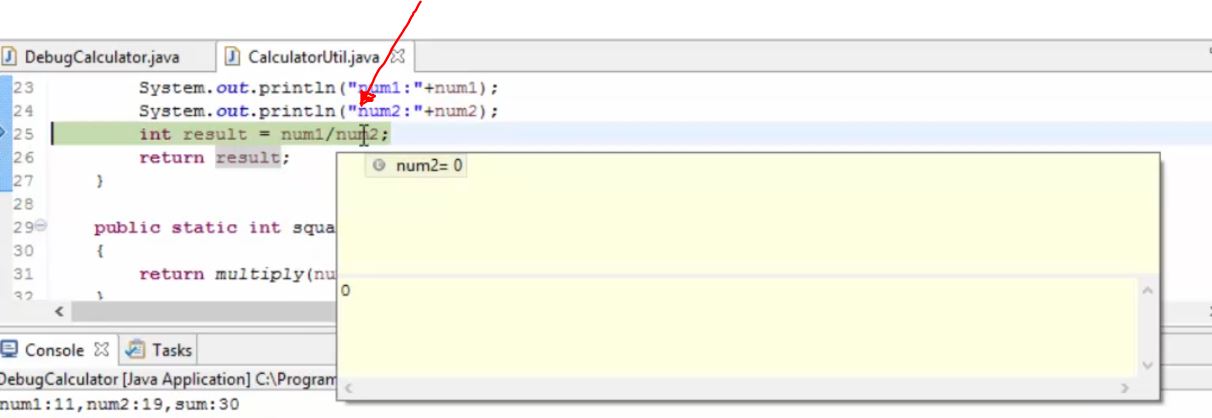 DebugCalculator.java CalculatorUtil.java
23 System.out.println("num1:"+num1);
24 System.out.println("num2:"+num2);
25 int result = num1/num2;
26 return result;
num2= 0
27 }
28
29 public static int squa
30 {
31 return multiply(nu
0
32 }
Console Tasks
DebugCalculator [Java Application] C:\Program
num1:11,num2:19,sum:30